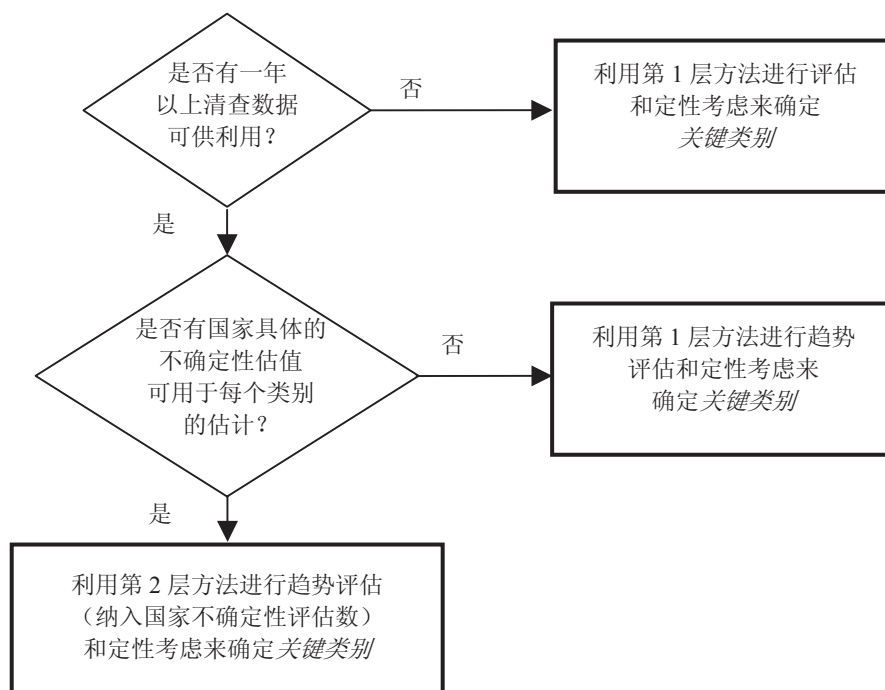 是否有一年
以上清查数据
可供利用？
否
利用第 1 层方法进行评估
和定性考虑来确定
关键类别
是
是否有国家具体的
不确定性估值
可用于每个类别
的估计？
否
利用第 1 层方法进行趋势
评估和定性考虑来
确定关键类别
是
利用第 2 层方法进行趋势评估
（纳入国家不确定性评估数）
和定性考虑来确定关键类别